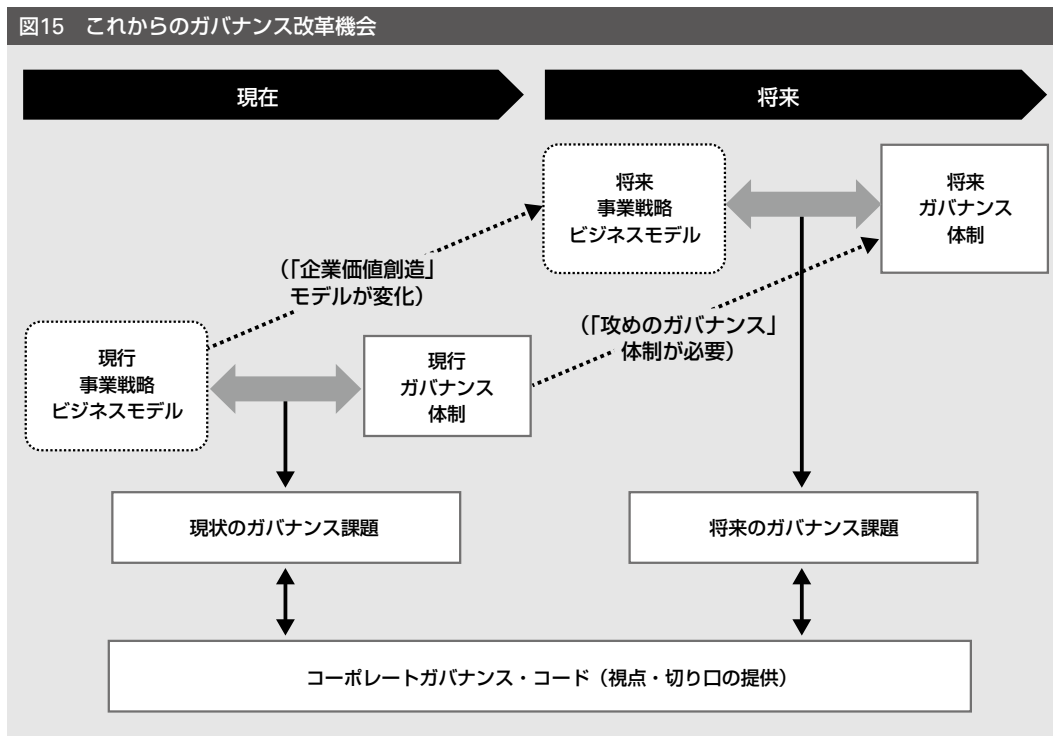 図15 これからのガバナンス改革機会
現在
将来
将来
事業戦略
ビジネスモデル
将来
ガバナンス
体制
（「企業価値創造」
モデルが変化）
（「攻めのガバナンス」
体制が必要）
現行
事業戦略
ビジネスモデル
現行
ガバナンス
体制
現状のガバナンス課題
将来のガバナンス課題
コーポレートガバナンス・コード（視点・切り口の提供）